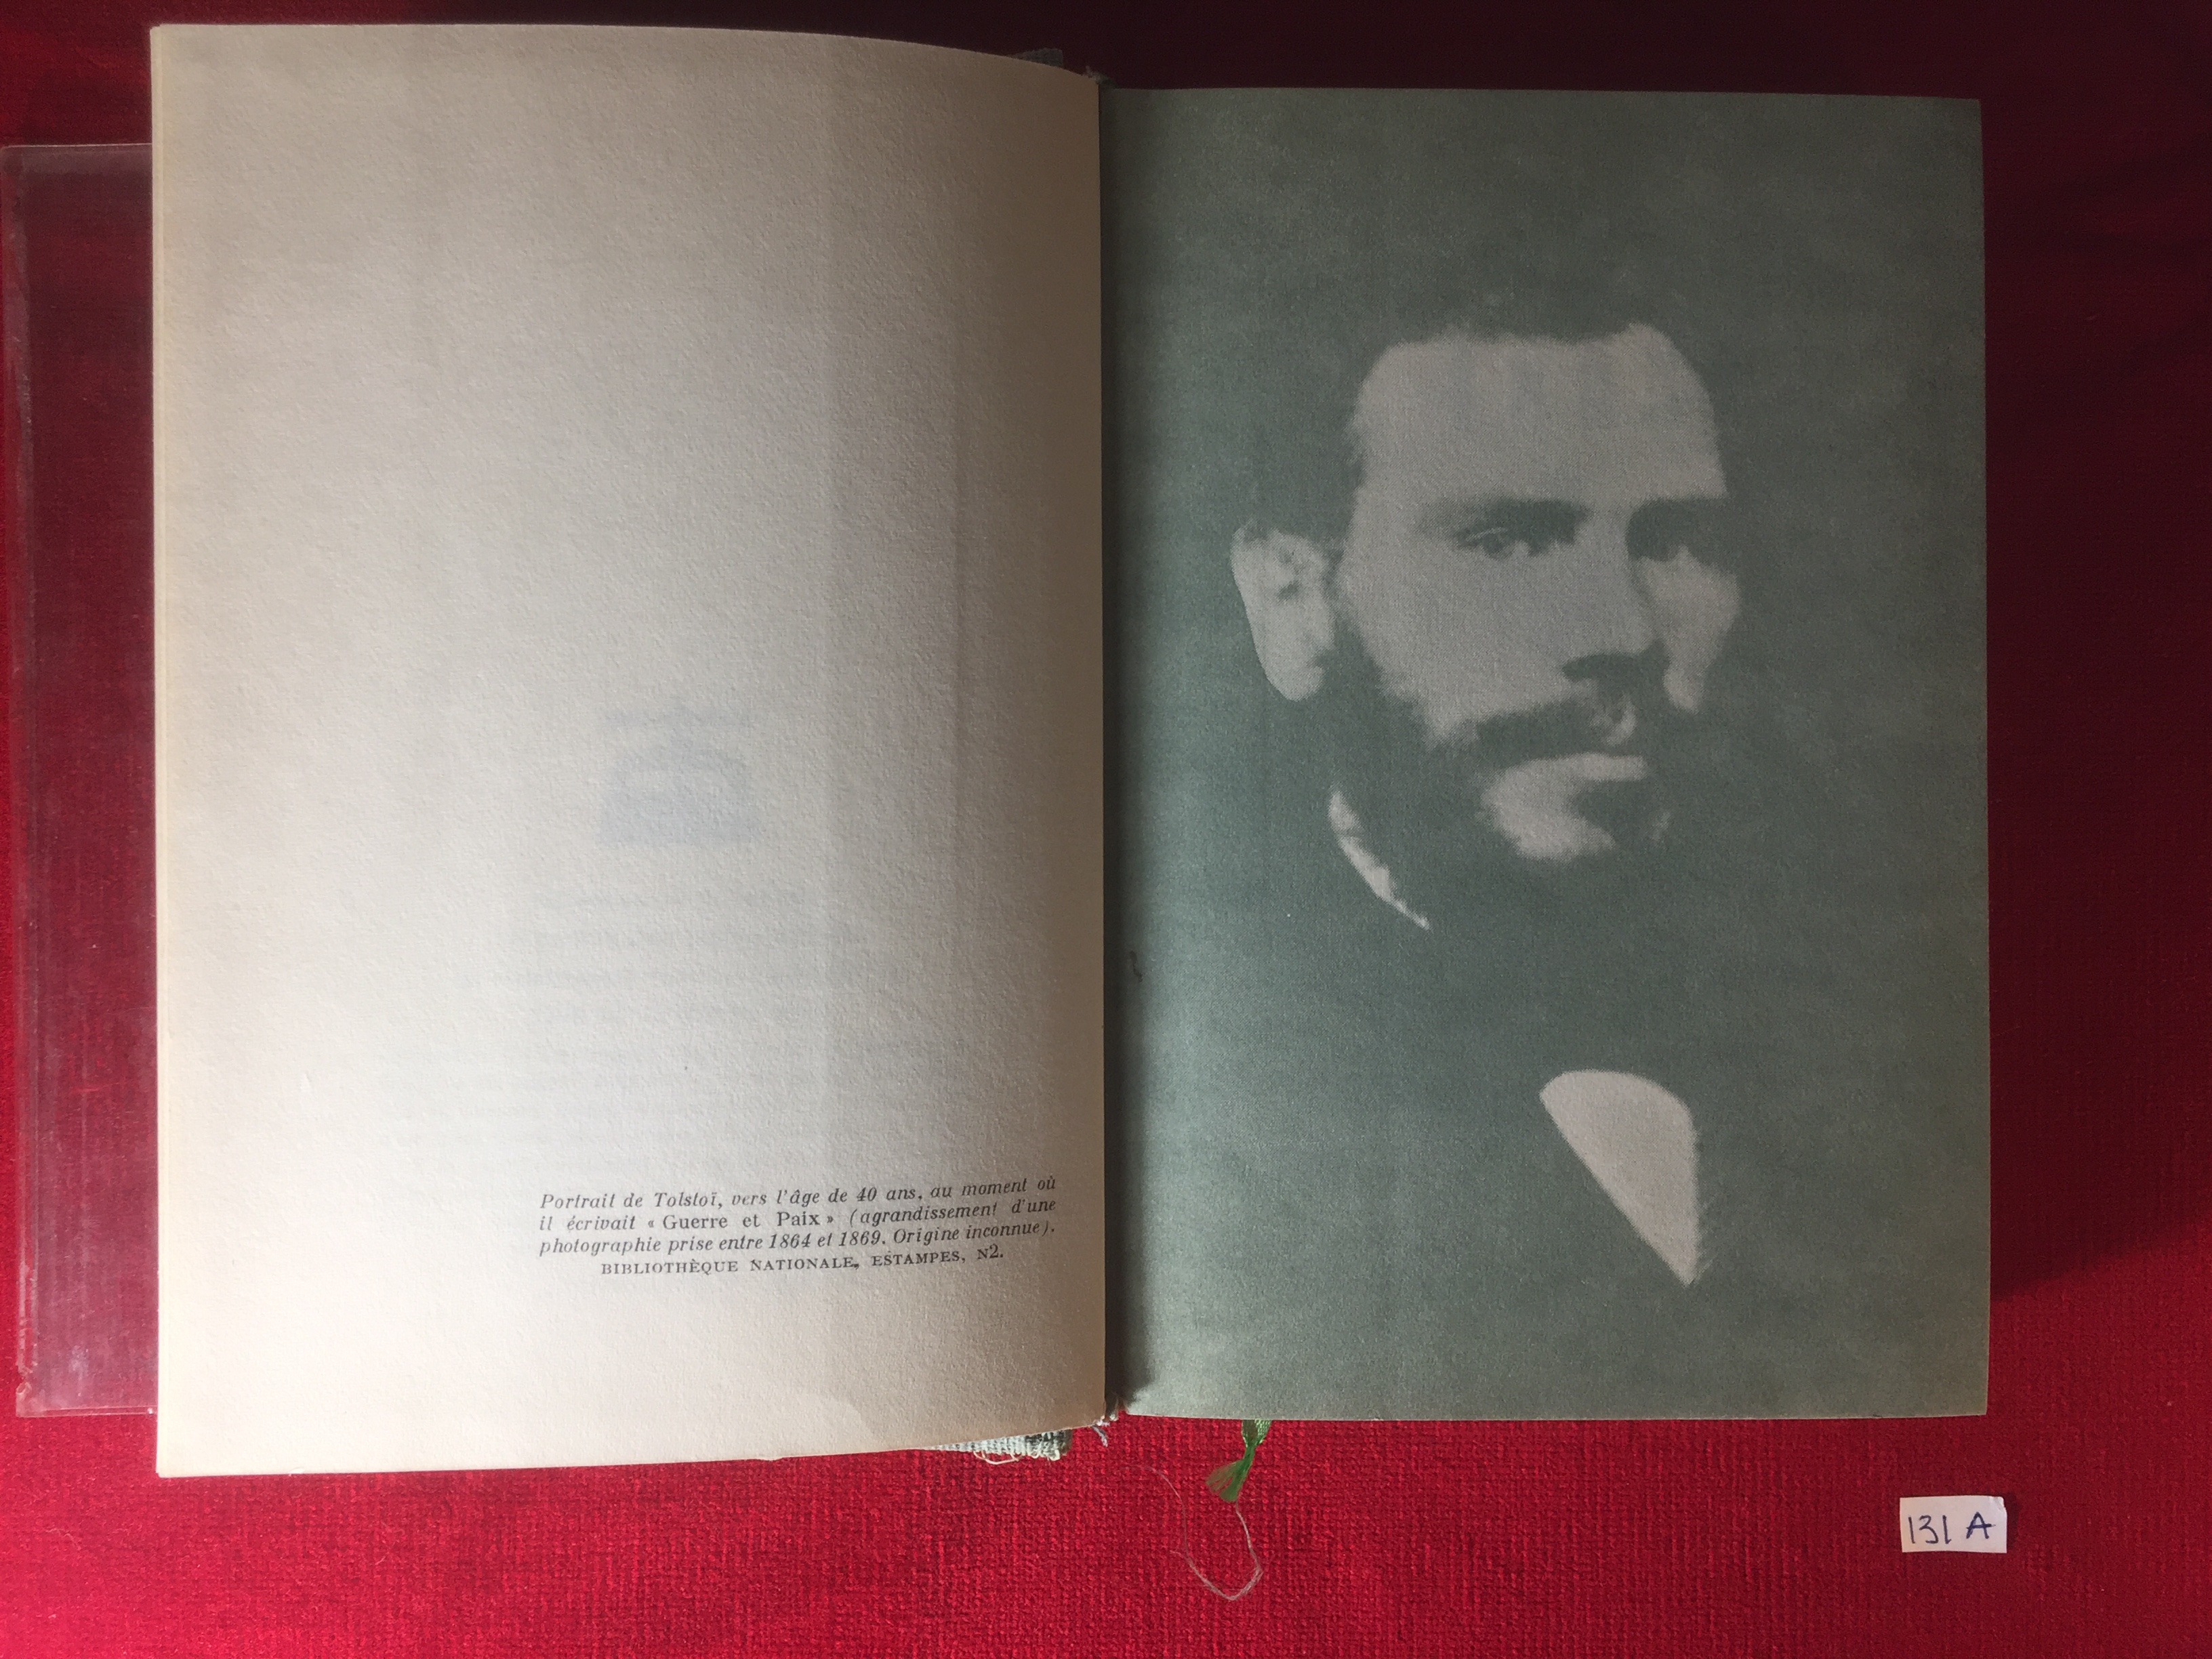 Portrait de Tolstoï, vers l'âge de 40 ans, au moment où
il écrivait « Guerre et Paix » (agrandissement d'une
photographie prise entre 1864 et 1869. Origine inconnue).
BIBLIOTHÈQUE NATIONALE, ESTAMPES, N2.
131 A